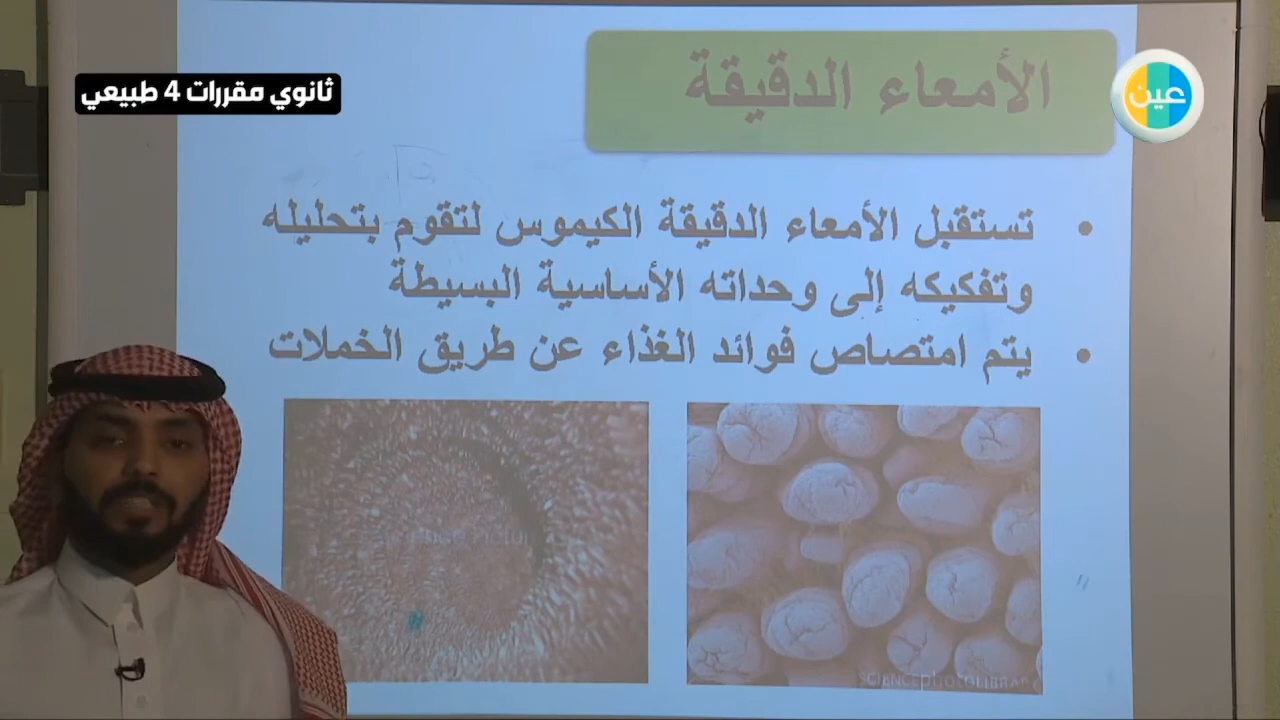 ثانوي مقررات 4 طبيعي
عين
الأمعاء الدقيقة
• تستقبل الأمعاء الدقيقة الكيموس لتقوم بتحليله
وتفكيكه إلى وحداته الأساسية البسيطة
• يتم امتصاص فوائد الغذاء عن طريق الخملات
SCIENCEphotoLIBRARY